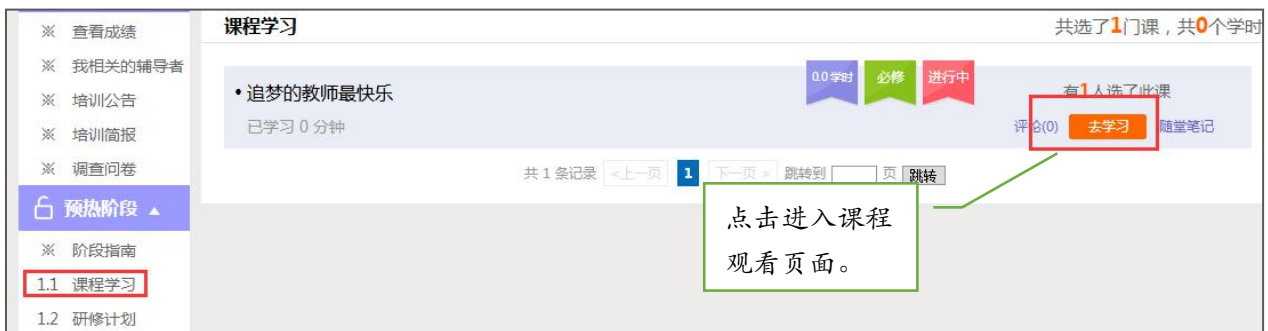 ※ 查看成绩
※ 我相关的辅导者
※ 培训公告
※ 培训简报
※ 调查问卷
预热阶段 ▲
※ 阶段指南
1.1 课程学习
1.2 研修计划
课程学习
共选了1门课，共0个学时
• 追梦的教师最快乐
0.0学时 必修 进行中
有1人选了此课
已学习 0 分钟
评论(0) 去学习 随堂笔记
共 1 条记录 <上一页 1 下一页 > 跳转到 页 跳转
点击进入课程
观看页面。